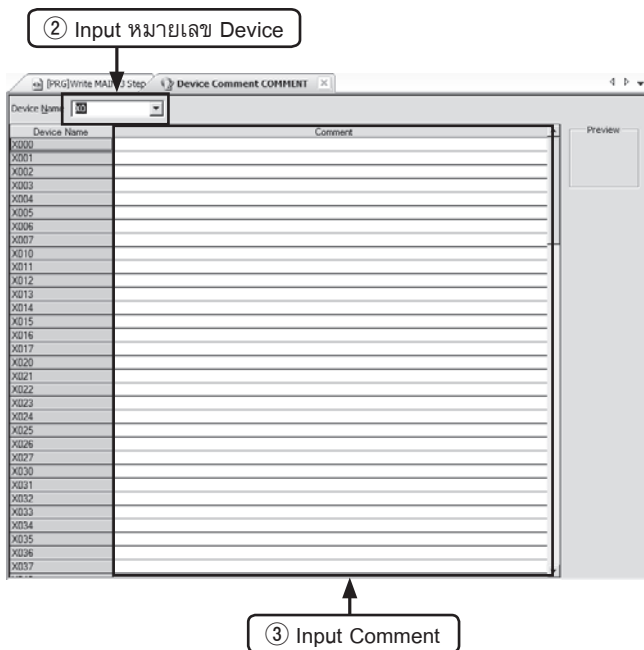 ② Input หมายเลข Device
[PRG]Write MAIN 3 Step
Device Comment COMMENT
Device Name X0
Device Name Comment Preview
X000
X001
X002
X003
X004
X005
X006
X007
X010
X011
X012
X013
X014
X015
X016
X017
X020
X021
X022
X023
X024
X025
X026
X027
X030
X031
X032
X033
X034
X035
X036
X037
③ Input Comment